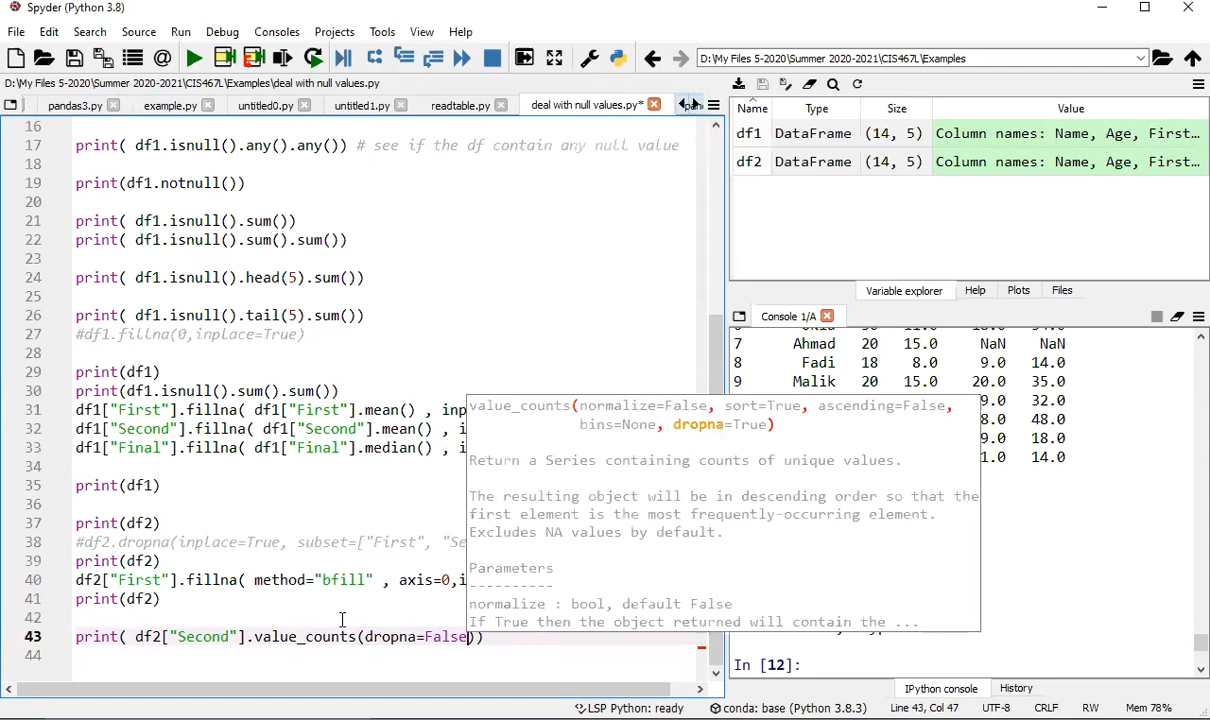 Spyder (Python 3.8)
File Edit Search Source Run Debug Consoles Projects Tools View Help
D:\My Files 5-2020\Summer 2020-2021\CIS467L\Examples
D:\My Files 5-2020\Summer 2020-2021\CIS467L\Examples\deal with null values.py
pandas3.py example.py untitled0.py untitled1.py readtable.py deal with null values.py*
16
17 print( df1.isnull().any().any()) # see if the df contain any null value
18
19 print(df1.notnull())
20
21 print( df1.isnull().sum())
22 print( df1.isnull().sum().sum())
23
24 print( df1.isnull().head(5).sum())
25
26 print( df1.isnull().tail(5).sum())
27 #df1.fillna(0,inplace=True)
28
29 print(df1)
30 print(df1.isnull().sum().sum())
31 df1["First"].fillna( df1["First"].mean() , inp
32 df1["Second"].fillna( df1["Second"].mean() , i
33 df1["Final"].fillna( df1["Final"].median() , i
34
35 print(df1)
36
37 print(df2)
38 #df2.dropna(inplace=True, subset=["First", "Se
39 print(df2)
40 df2["First"].fillna( method="bfill" , axis=0,i
41 print(df2)
42
43 print( df2["Second"].value_counts(dropna=False))
44
value_counts(normalize=False, sort=True, ascending=False,
bins=None, dropna=True)
Return a Series containing counts of unique values.
The resulting object will be in descending order so that the
first element is the most frequently-occurring element.
Excludes NA values by default.
Parameters
----------
normalize : bool, default False
If True then the object returned will contain the ...
Name Type Size Value
df1 DataFrame (14, 5) Column names: Name, Age, First...
df2 DataFrame (14, 5) Column names: Name, Age, First...
Variable explorer Help Plots Files
Console 1/A
7 Ahmad 20 15.0 NaN NaN
8 Fadi 18 8.0 9.0 14.0
9 Malik 20 15.0 20.0 35.0
9.0 32.0
8.0 48.0
9.0 18.0
1.0 14.0
In [12]:
IPython console History
LSP Python: ready conda: base (Python 3.8.3) Line 43, Col 47 UTF-8 CRLF RW Mem 78%